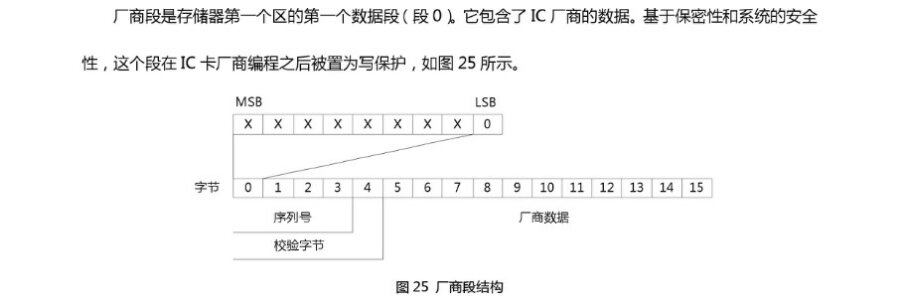 厂商段是存储器第一个区的第一个数据段（段 0）。它包含了 IC 厂商的数据。基于保密性和系统的安全
性，这个段在 IC 卡厂商编程之后被置为写保护，如图 25 所示。
MSB LSB
X X X X X X X X 0
字节 0 1 2 3 4 5 6 7 8 9 10 11 12 13 14 15
序列号 厂商数据
校验字节
图 25 厂商段结构